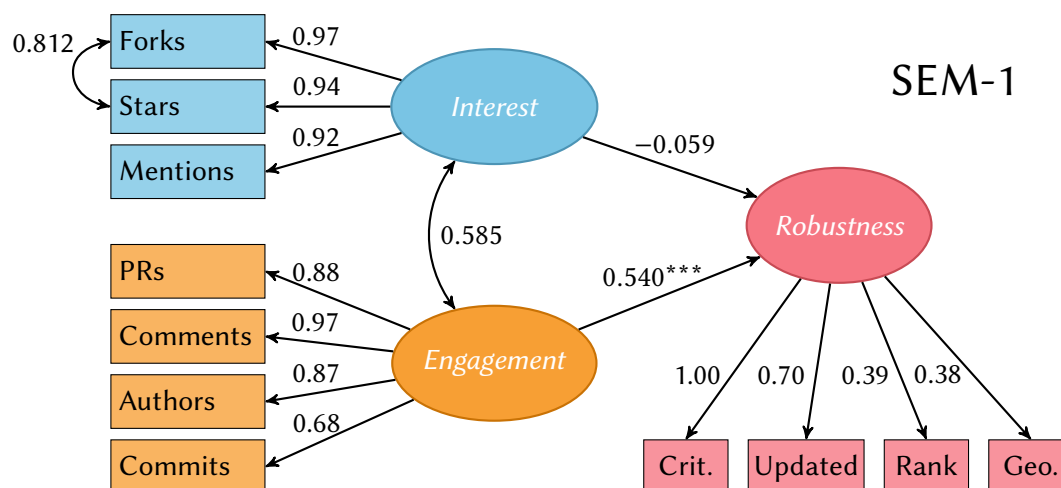 SEM-1
0.812
Forks
Stars
Mentions
0.97
0.94
0.92
Interest
−0.059
Robustness
0.585
PRs
Comments
Authors
Commits
0.88
0.97
0.87
0.68
Engagement
0.540***
1.00
0.70
0.39
0.38
Crit.
Updated
Rank
Geo.